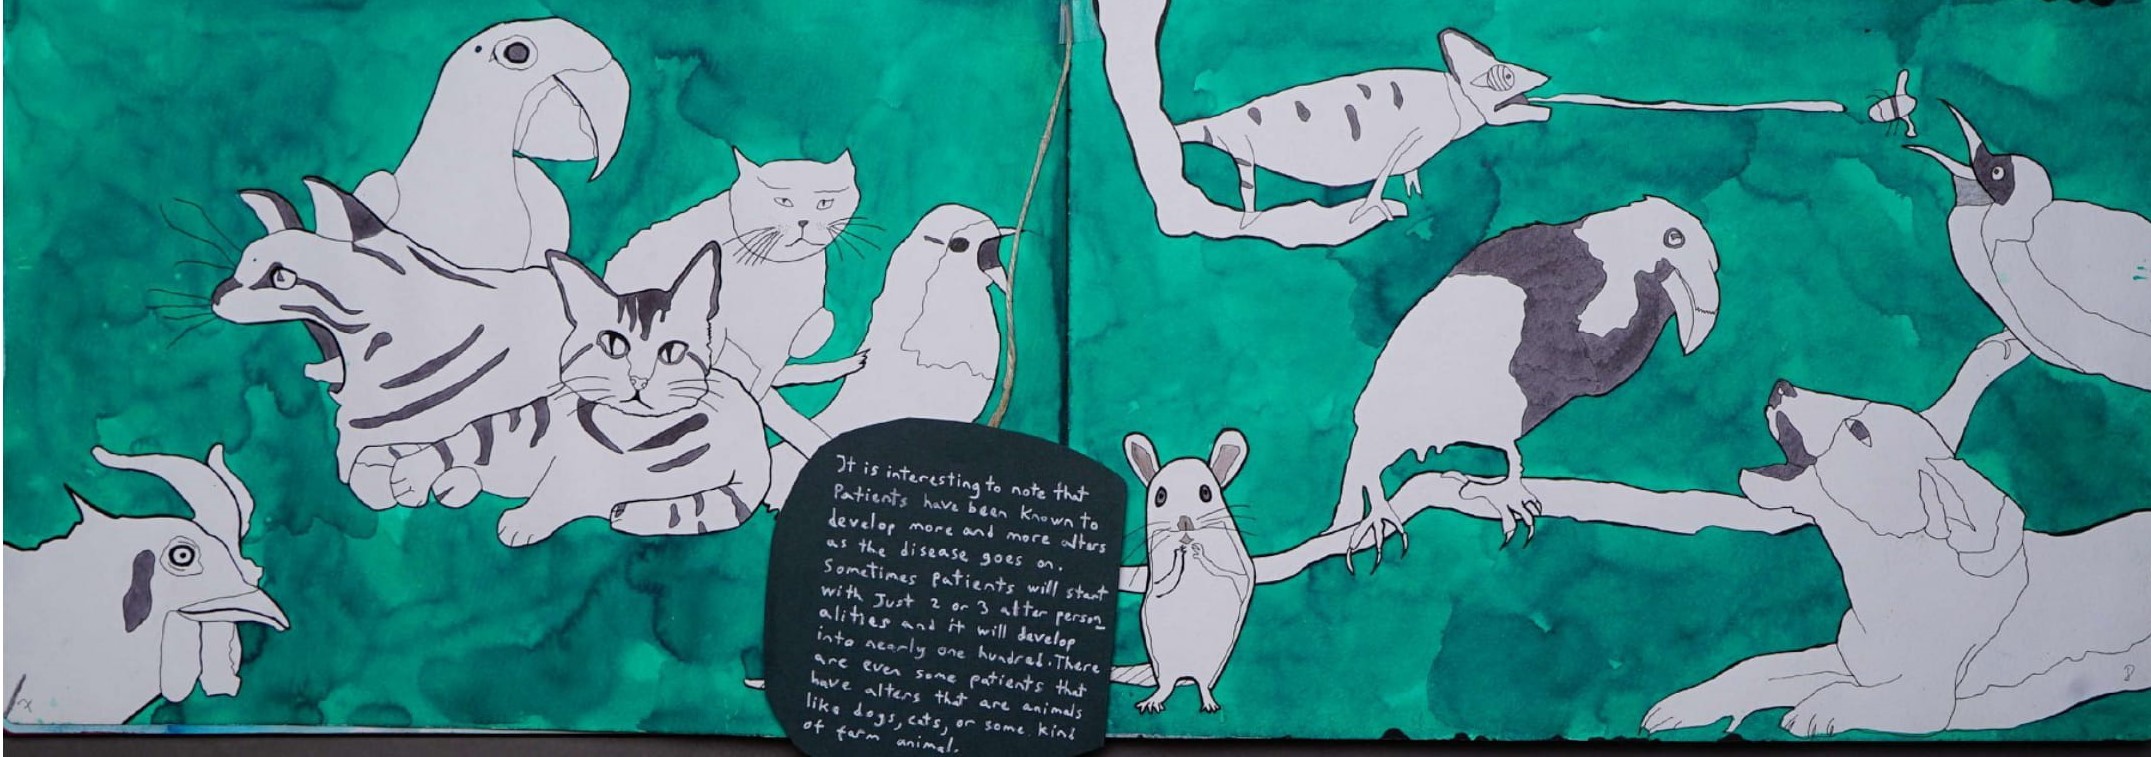 It is interesting to note that
Patients have been known to
develop more and more alters
as the disease goes on.
Sometimes patients will start
with Just 2 or 3 alter person
alities and it will develop
into nearly one hundred. There
are even some patients that
have alters that are animals
like dogs, cats, or some kind
of farm animal.